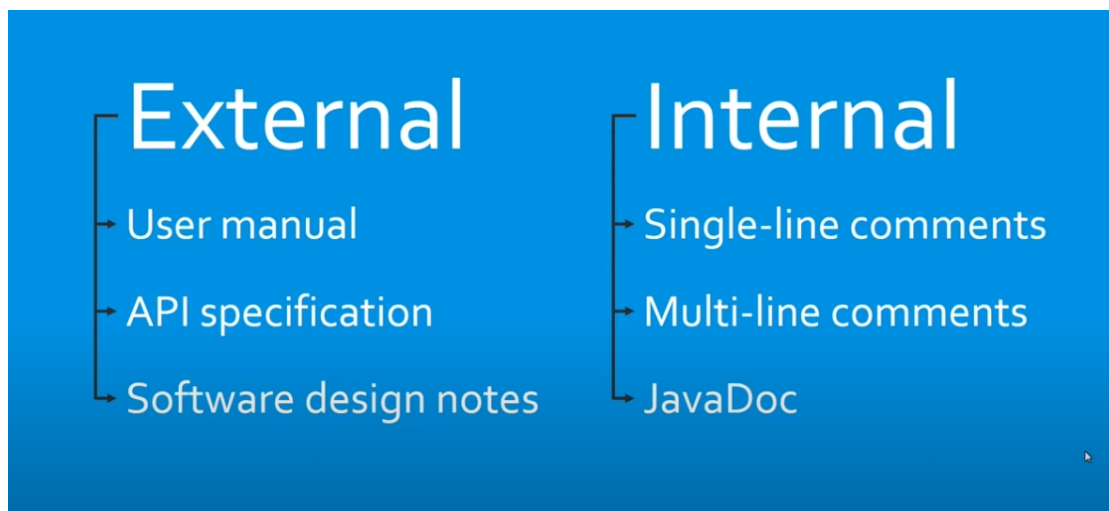 External
User manual
API specification
Software design notes
Internal
Single-line comments
Multi-line comments
JavaDoc